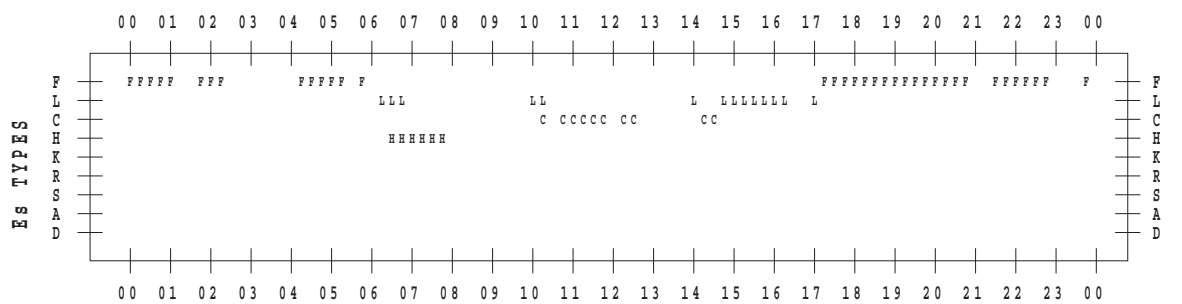 00 01 02 03 04 05 06 07 08 09 10 11 12 13 14 15 16 17 18 19 20 21 22 23 00
Es TYPES
F FFFFF FFF FFFFF F FFFFFFFFFFFFFFF FFFFFF F F
L LLL LL L LLLLLLL L L
C C CCCCC CC CC C
H HHHHHH H
K K
R R
S S
A A
D D
00 01 02 03 04 05 06 07 08 09 10 11 12 13 14 15 16 17 18 19 20 21 22 23 00